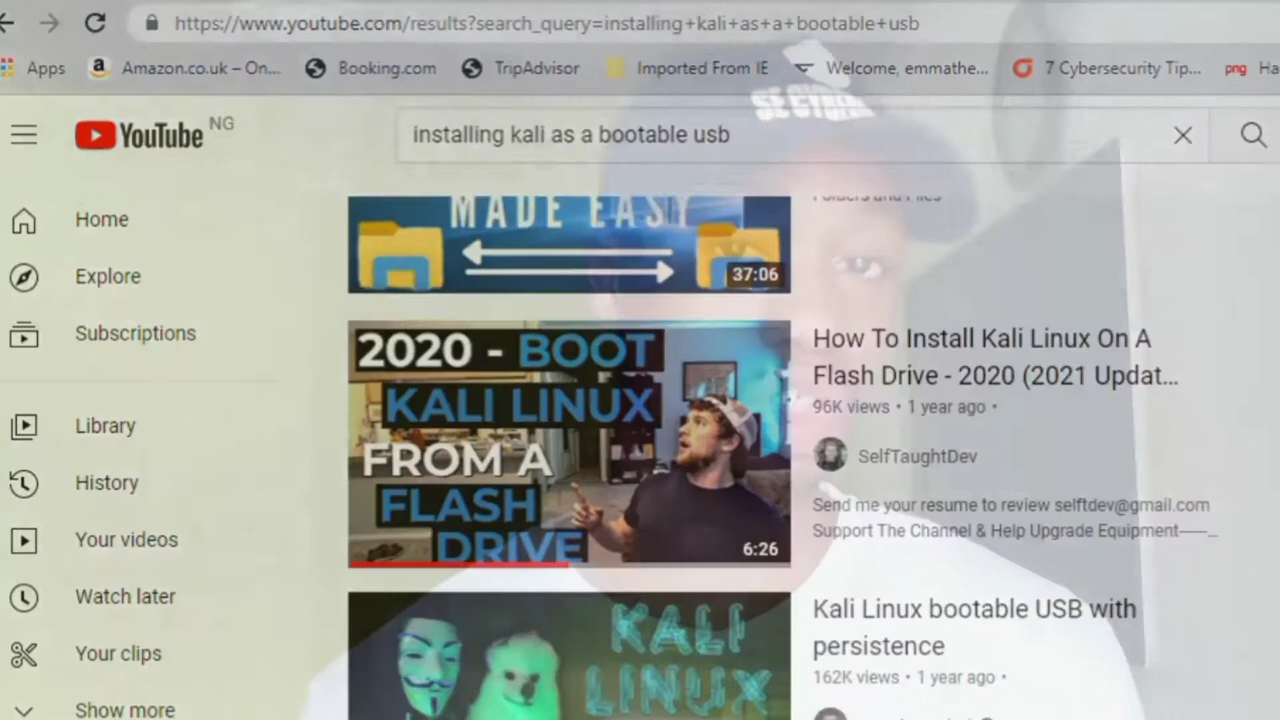 https://www.youtube.com/results?search_query=installing+kali+as+a+bootable+usb
Apps
Amazon.co.uk – On...
Booking.com
TripAdvisor
Imported From IE
Welcome, emmathe...
7 Cybersecurity Tip...
png
Ha
YouTube NG
installing kali as a bootable usb
Home
Explore
Subscriptions
Library
History
Your videos
Watch later
Your clips
Show more
MADE EASY
37:06
Folders and Files
2020 - BOOT
KALI LINUX
FROM A
FLASH
DRIVE
6:26
How To Install Kali Linux On A
Flash Drive - 2020 (2021 Updat...
96K views • 1 year ago •
SelfTaughtDev
Send me your resume to review selftdev@gmail.com
Support The Channel & Help Upgrade Equipment——...
KALI
LINUX
Kali Linux bootable USB with
persistence
162K views • 1 year ago •